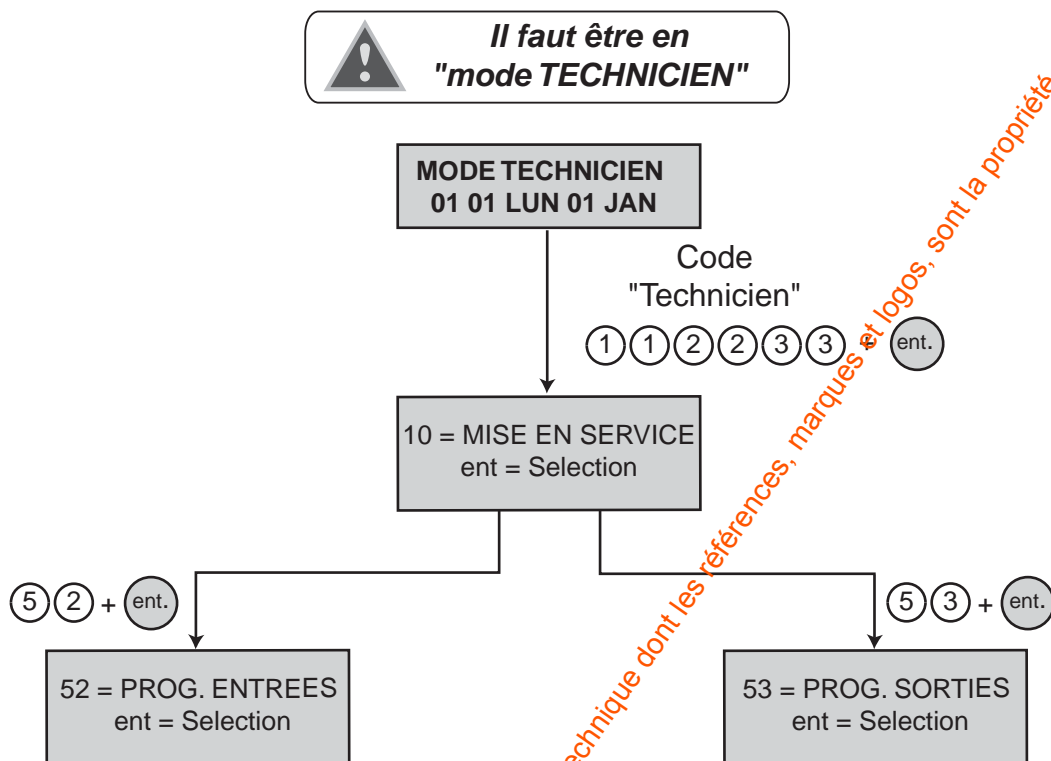 Il faut être en
"mode TECHNICIEN"
MODE TECHNICIEN
01 01 LUN 01 JAN
Code
"Technicien"
1 1 2 2 3 3 + ent.
10 = MISE EN SERVICE
ent = Selection
5 2 + ent.
5 3 + ent.
52 = PROG. ENTREES
ent = Selection
53 = PROG. SORTIES
ent = Selection
technique dont les références, marques et logos, sont la propriété